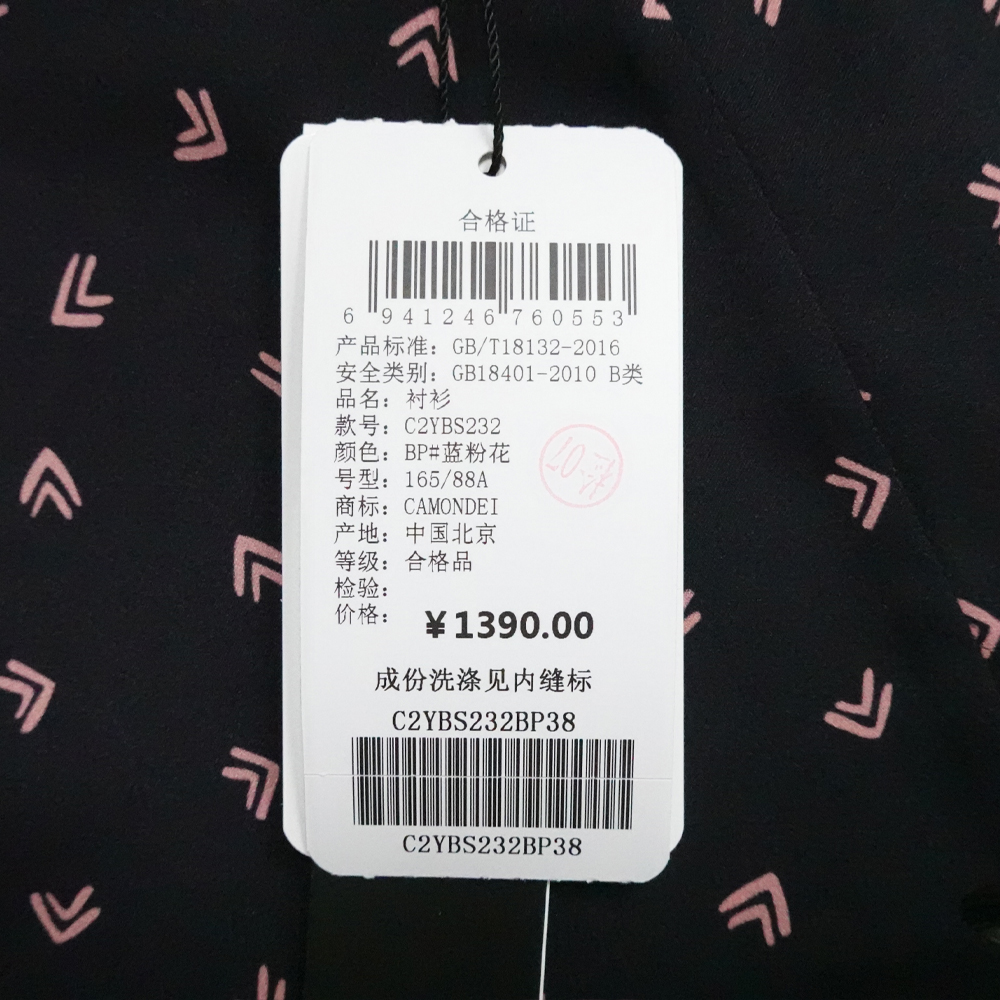 合格证
6 941246 760553
产品标准: GB/T18132-2016
安全类别: GB18401-2010 B类
品名: 衬衫
款号: C2YBS232
颜色: BP#蓝粉花
号型: 165/88A
商标: CAMONDEI
产地: 中国北京
等级: 合格品
检验:
价格: ¥1390.00
成份洗涤见内缝标
C2YBS232BP38
C2YBS232BP38